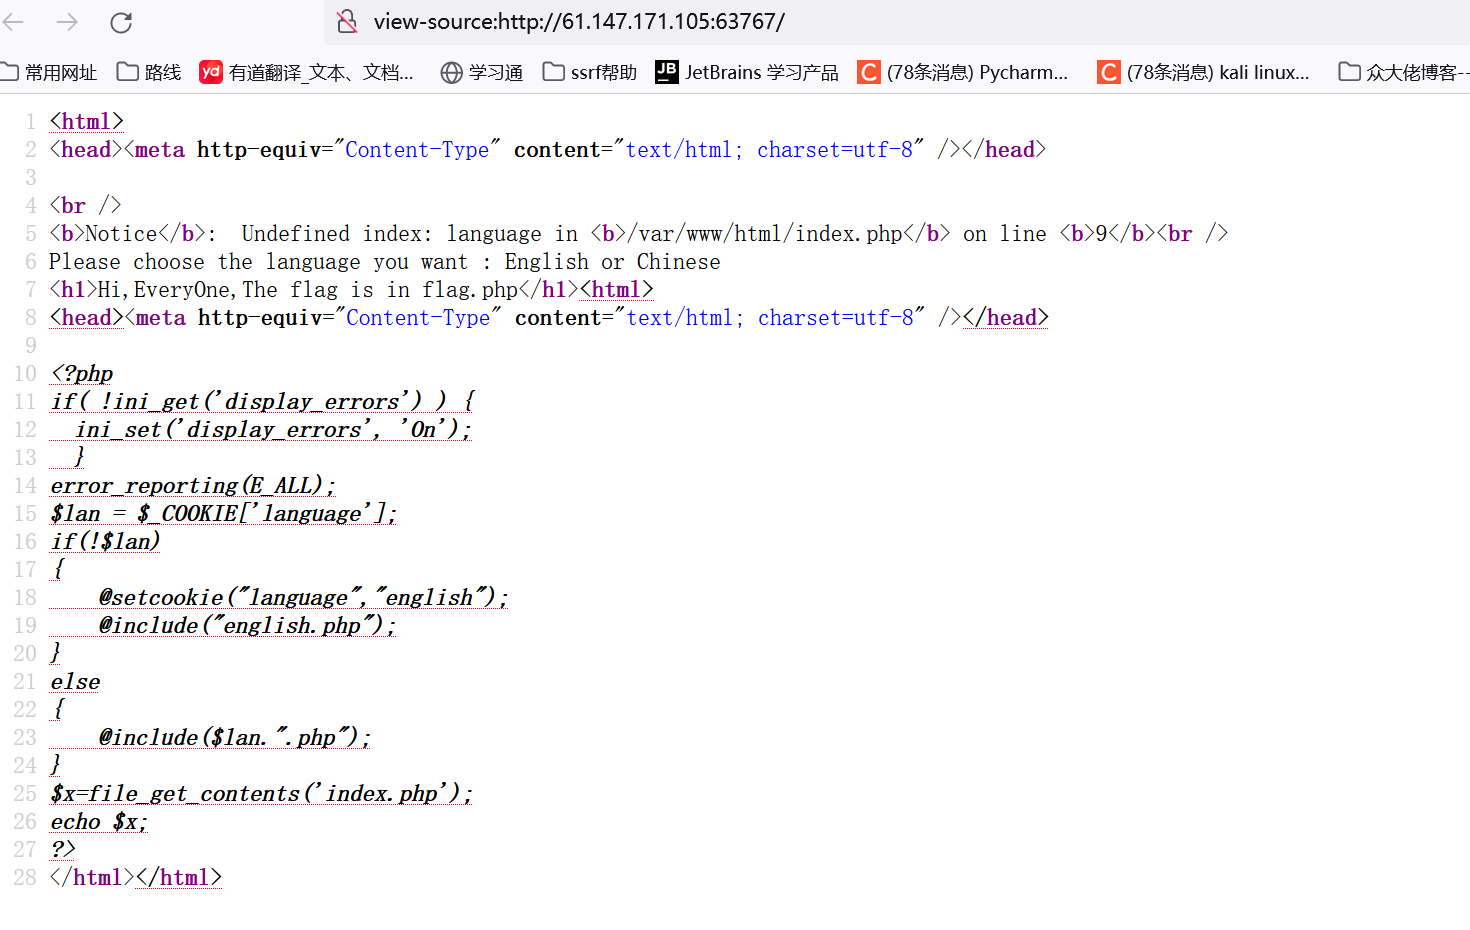 view-source:http://61.147.171.105:63767/
常用网址 路线 yd 有道翻译_文本、文档... 学习通 ssrf帮助 JB JetBrains 学习产品 C (78条消息) Pycharm... C (78条消息) kali linux... 众大佬博客--
1 <html>
2 <head><meta http-equiv="Content-Type" content="text/html; charset=utf-8" /></head>
3
4 <br />
5 <b>Notice</b>:  Undefined index: language in <b>/var/www/html/index.php</b> on line <b>9</b><br />
6 Please choose the language you want : English or Chinese
7 <h1>Hi,EveryOne,The flag is in flag.php</h1><html>
8 <head><meta http-equiv="Content-Type" content="text/html; charset=utf-8" /></head>
9
10 <?php
11 if( !ini_get('display_errors') ) {
12   ini_set('display_errors', 'On');
13   }
14 error_reporting(E_ALL);
15 $lan = $_COOKIE['language'];
16 if(!$lan)
17 {
18     @setcookie("language","english");
19     @include("english.php");
20 }
21 else
22 {
23     @include($lan.".php");
24 }
25 $x=file_get_contents('index.php');
26 echo $x;
27 ?>
28 </html></html>